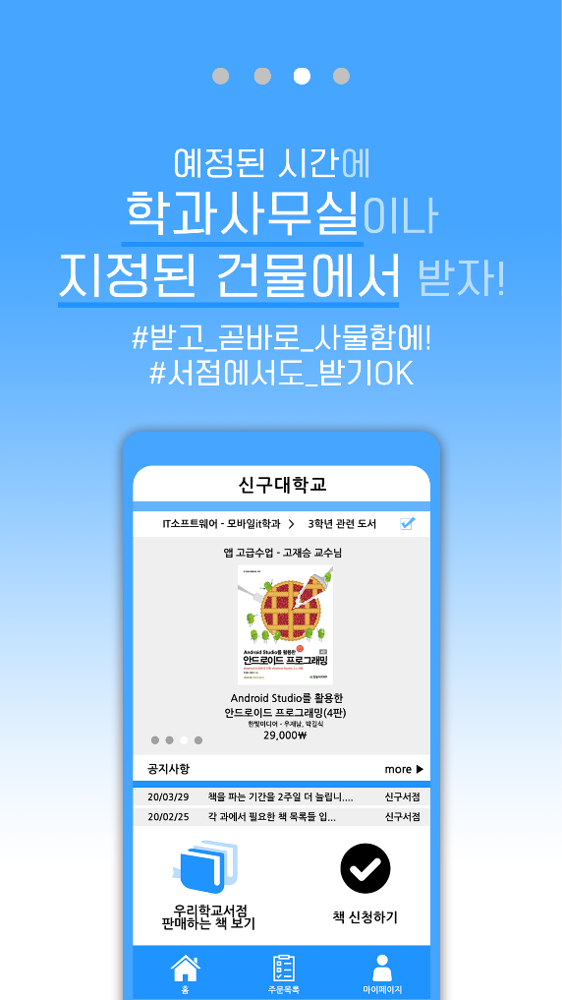 예정된 시간에
학과사무실이나
지정된 건물에서 받자!
#받고_곧바로_사물함에!
#서점에서도_받기OK
신구대학교
IT소프트웨어 - 모바일it학과 > 3학년 관련 도서
앱 고급수업 - 고재승 교수님
Android Studio를 활용한
안드로이드 프로그래밍
Android Studio를 활용한
안드로이드 프로그래밍(4판)
한빛미디어 - 우재남, 박길식
29,000₩
공지사항 more ▶
20/03/29 책을 파는 기간을 2주일 더 늘립니....  신구서점
20/02/25 각 과에서 필요한 책 목록들 입... 신구서점
우리학교서점
판매하는 책 보기
책 신청하기
홈 주문목록 마이페이지